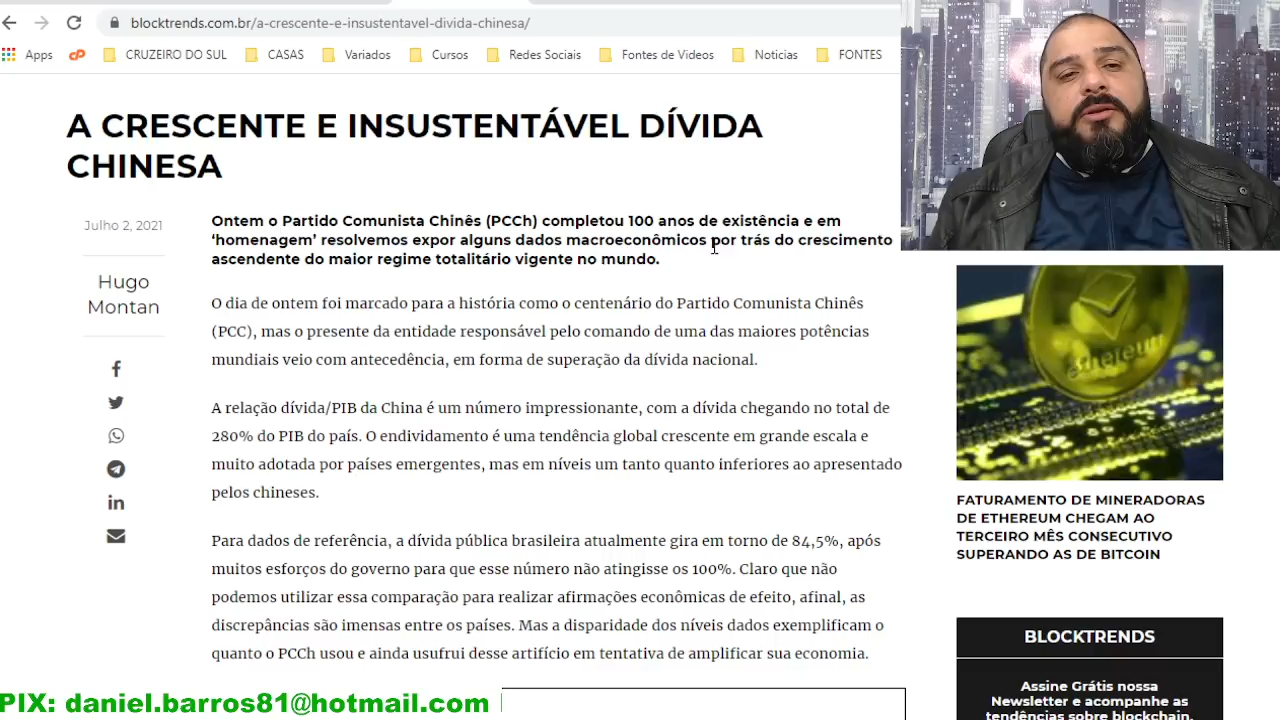 blocktrends.com.br/a-crescente-e-insustentavel-divida-chinesa/
Apps
CRUZEIRO DO SUL
CASAS
Variados
Cursos
Redes Sociais
Fontes de Videos
Noticias
FONTES
A CRESCENTE E INSUSTENTÁVEL DÍVIDA
CHINESA
Julho 2, 2021
Hugo
Montan
Ontem o Partido Comunista Chinês (PCCh) completou 100 anos de existência e em
‘homenagem’ resolvemos expor alguns dados macroeconômicos por trás do crescimento
ascendente do maior regime totalitário vigente no mundo.
O dia de ontem foi marcado para a história como o centenário do Partido Comunista Chinês
(PCC), mas o presente da entidade responsável pelo comando de uma das maiores potências
mundiais veio com antecedência, em forma de superação da dívida nacional.
A relação dívida/PIB da China é um número impressionante, com a dívida chegando no total de
280% do PIB do país. O endividamento é uma tendência global crescente em grande escala e
muito adotada por países emergentes, mas em níveis um tanto quanto inferiores ao apresentado
pelos chineses.
Para dados de referência, a dívida pública brasileira atualmente gira em torno de 84,5%, após
muitos esforços do governo para que esse número não atingisse os 100%. Claro que não
podemos utilizar essa comparação para realizar afirmações econômicas de efeito, afinal, as
discrepâncias são imensas entre os países. Mas a disparidade dos níveis dados exemplificam o
quanto o PCCh usou e ainda usufrui desse artifício em tentativa de amplificar sua economia.
ethereum
FATURAMENTO DE MINERADORAS
DE ETHEREUM CHEGAM AO
TERCEIRO MÊS CONSECUTIVO
SUPERANDO AS DE BITCOIN
BLOCKTRENDS
Assine Grátis nossa
Newsletter e acompanhe as
tendências sobre blockchain,
PIX: daniel.barros81@hotmail.com